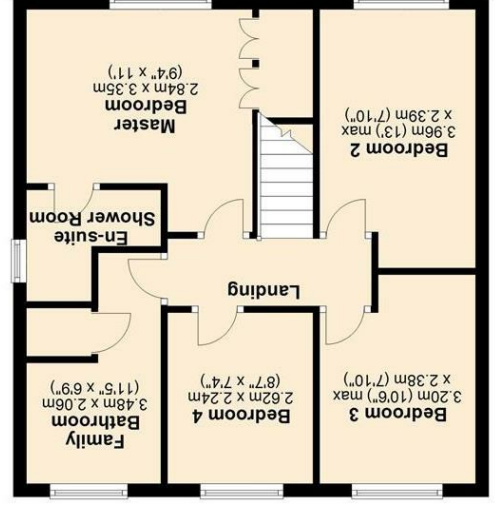 Bedroom 3
3.20m (10'6") max
x 2.38m (7'10")
Bedroom 4
2.62m x 2.24m
(8'7" x 7'4")
Family
Bathroom
3.48m x 2.06m
(11'5" x 6'9")
Landing
En-suite
Shower Room
Bedroom 2
3.96m (13') max
x 2.39m (7'10")
Master
Bedroom
2.84m x 3.35m
(9'4" x 11')